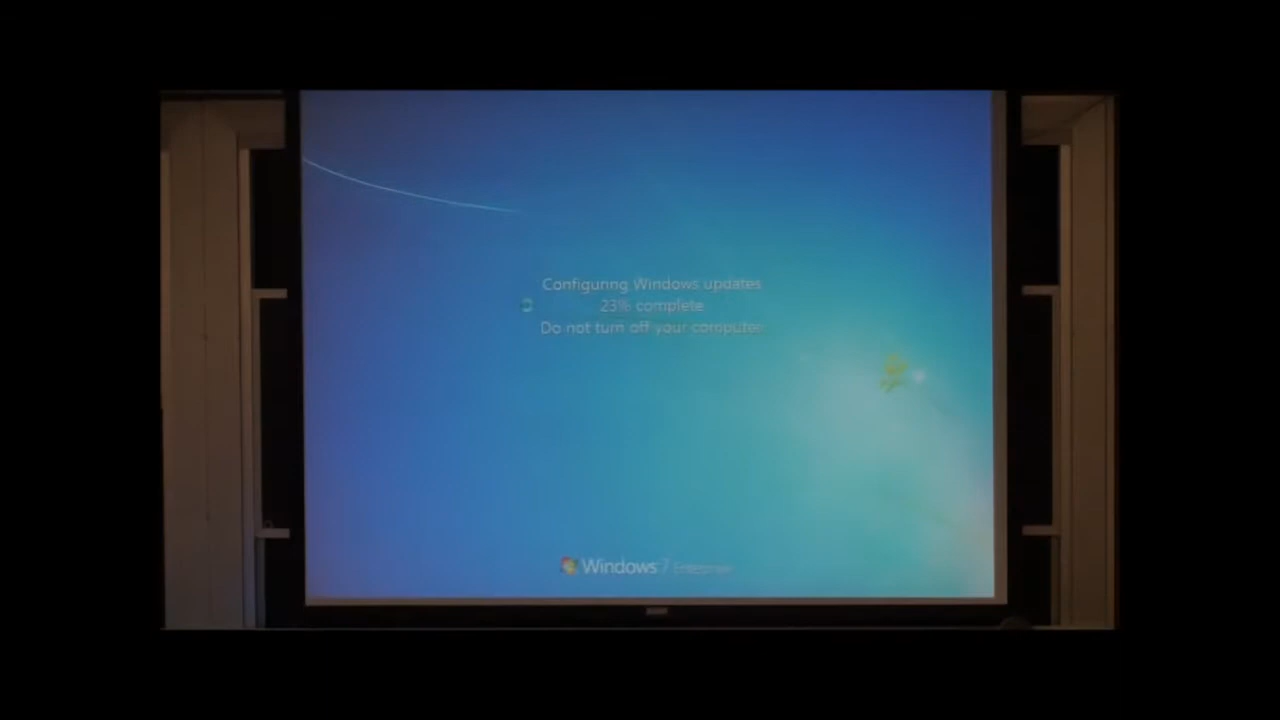 Configuring Windows updates
23% complete
Do not turn off your computer.
Windows 7 Enterprise